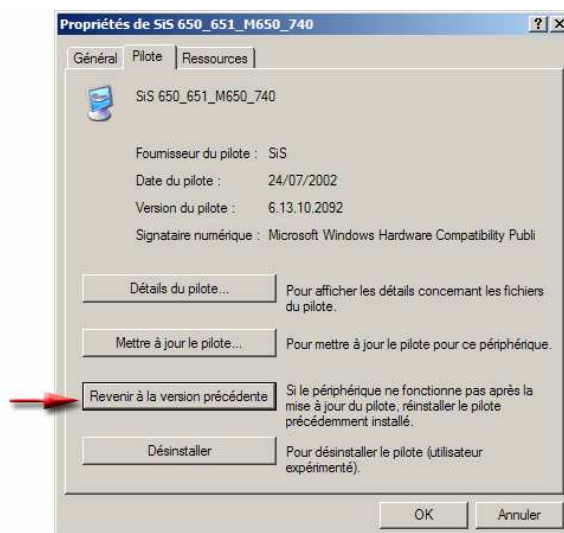 Propriétés de SiS 650_651_M650_740
Général
Pilote
Ressources
SiS 650_651_M650_740
Fournisseur du pilote : SiS
Date du pilote : 24/07/2002
Version du pilote : 6.13.10.2092
Signataire numérique : Microsoft Windows Hardware Compatibility Publi
Détails du pilote...
Pour afficher les détails concernant les fichiers
du pilote.
Mettre à jour le pilote...
Pour mettre à jour le pilote pour ce périphérique.
Revenir à la version précédente
Si le périphérique ne fonctionne pas après la
mise à jour du pilote, réinstaller le pilote
précédemment installé.
Désinstaller
Pour désinstaller le pilote (utilisateur
expérimenté).
OK
Annuler